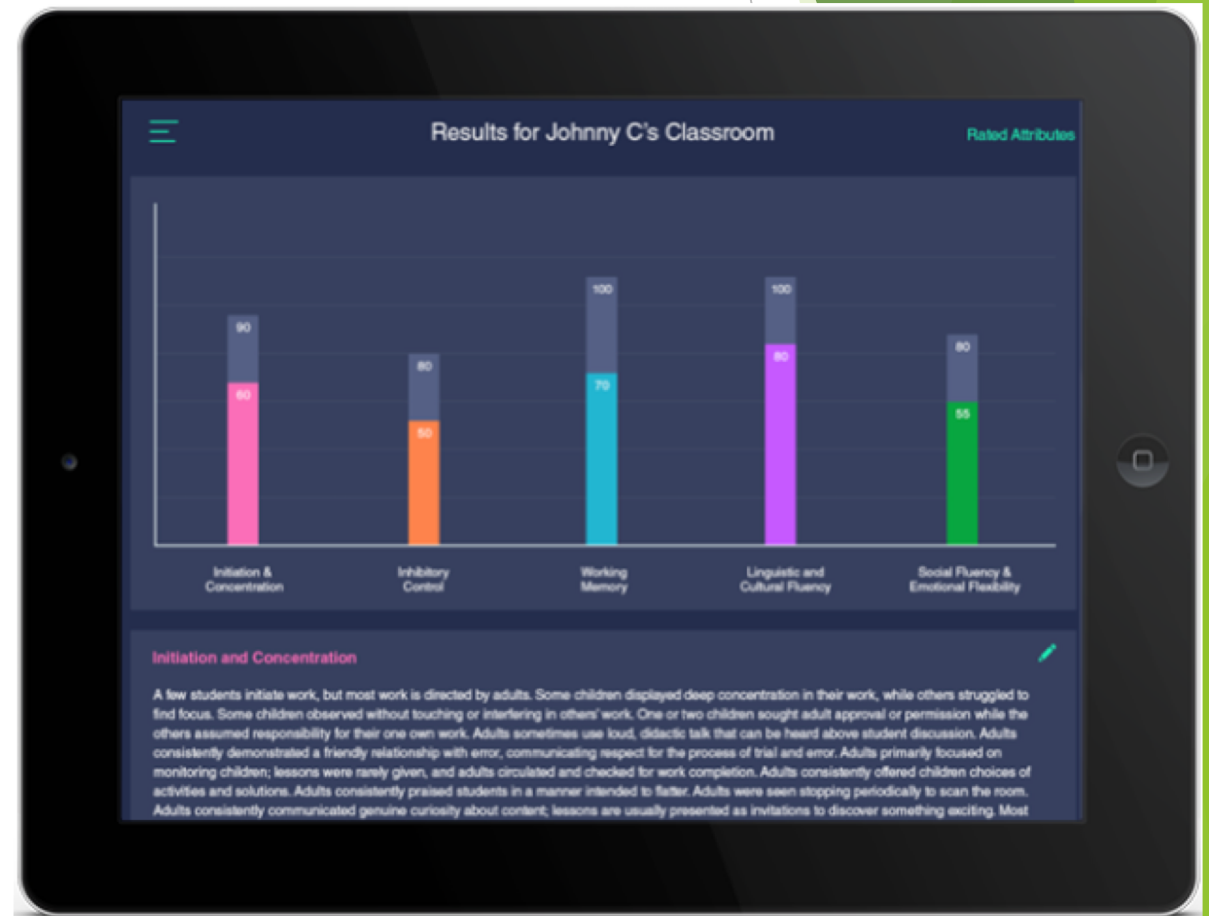 Results for Johnny C's Classroom
Rated Attributes
90
60
80
50
100
70
100
80
80
55
Initiation &
Concentration
Inhibitory
Control
Working
Memory
Linguistic and
Cultural Fluency
Social Fluency &
Emotional Flexibility
Initiation and Concentration
A few students initiate work, but most work is directed by adults. Some children displayed deep concentration in their work, while others struggled to
find focus. Some children observed without touching or interfering in others' work. One or two children sought adult approval or permission while the
others assumed responsibility for their one own work. Adults sometimes use loud, didactic talk that can be heard above student discussion. Adults
consistently demonstrated a friendly relationship with error, communicating respect for the process of trial and error. Adults primarily focused on
monitoring children; lessons were rarely given, and adults circulated and checked for work completion. Adults consistently offered children choices of
activities and solutions. Adults consistently praised students in a manner intended to flatter. Adults were seen stopping periodically to scan the room.
Adults consistently communicated genuine curiosity about content; lessons are usually presented as invitations to discover something exciting. Most